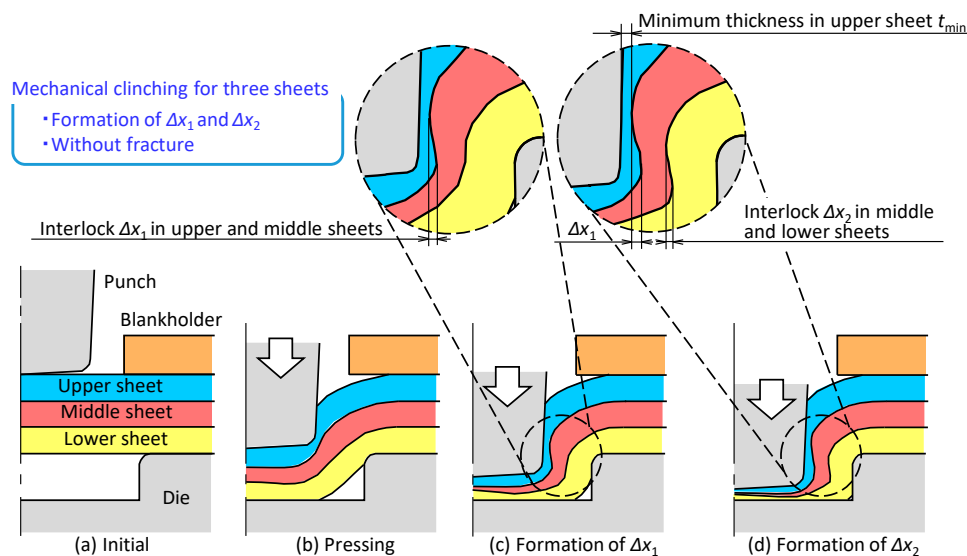 Minimum thickness in upper sheet tmin
Mechanical clinching for three sheets
・Formation of Δx1 and Δx2
・Without fracture
Interlock Δx1 in upper and middle sheets
Δx1
Interlock Δx2 in middle
and lower sheets
Punch
Blankholder
Upper sheet
Middle sheet
Lower sheet
Die
(a) Initial
(b) Pressing
(c) Formation of Δx1
(d) Formation of Δx2